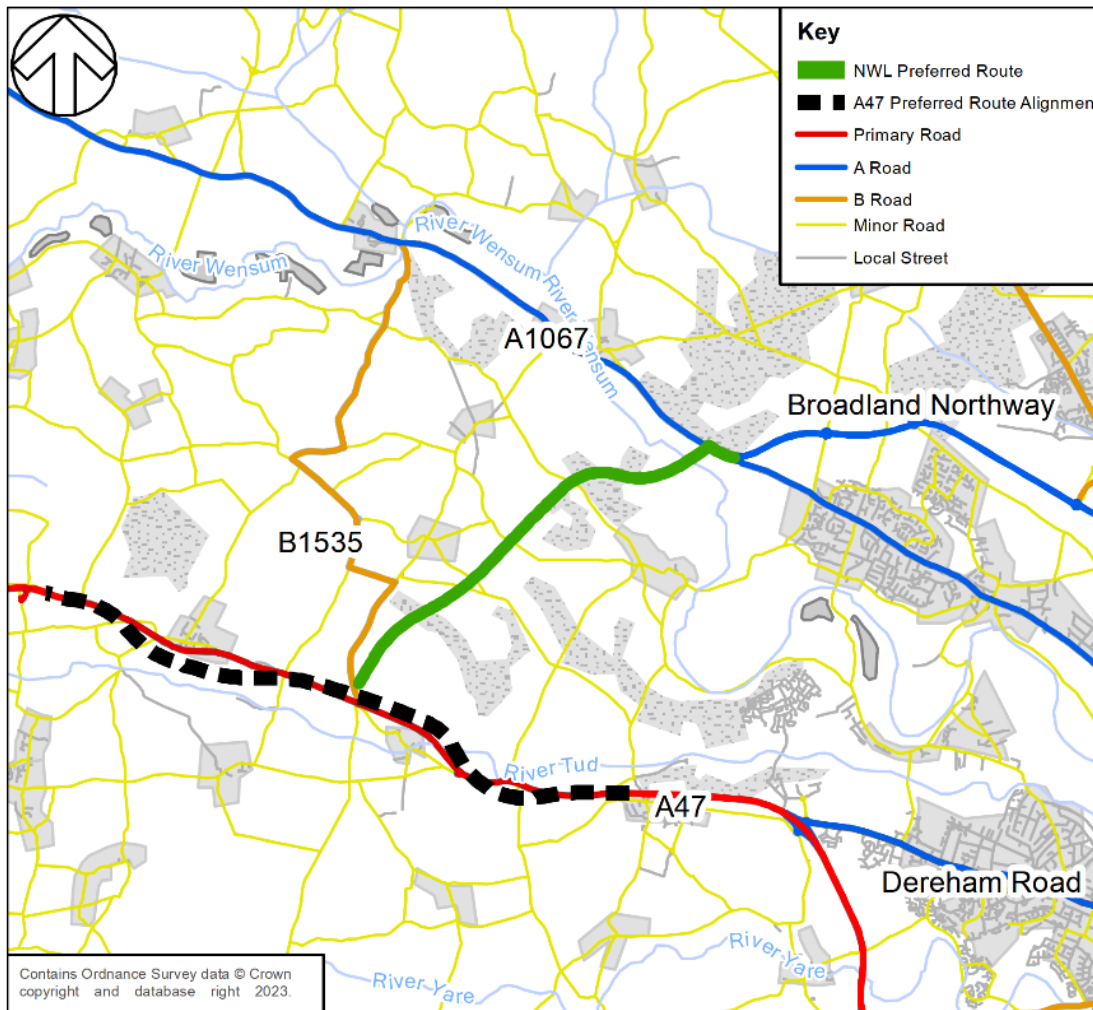 Key
NWL Preferred Route
A47 Preferred Route Alignment
Primary Road
A Road
B Road
Minor Road
Local Street
River Wensum
River Wensum
River Wensum
A1067
Broadland Northway
B1535
River Tud
A47
Dereham Road
River Yare
River Yare
Contains Ordnance Survey data © Crown
copyright and database right 2023.